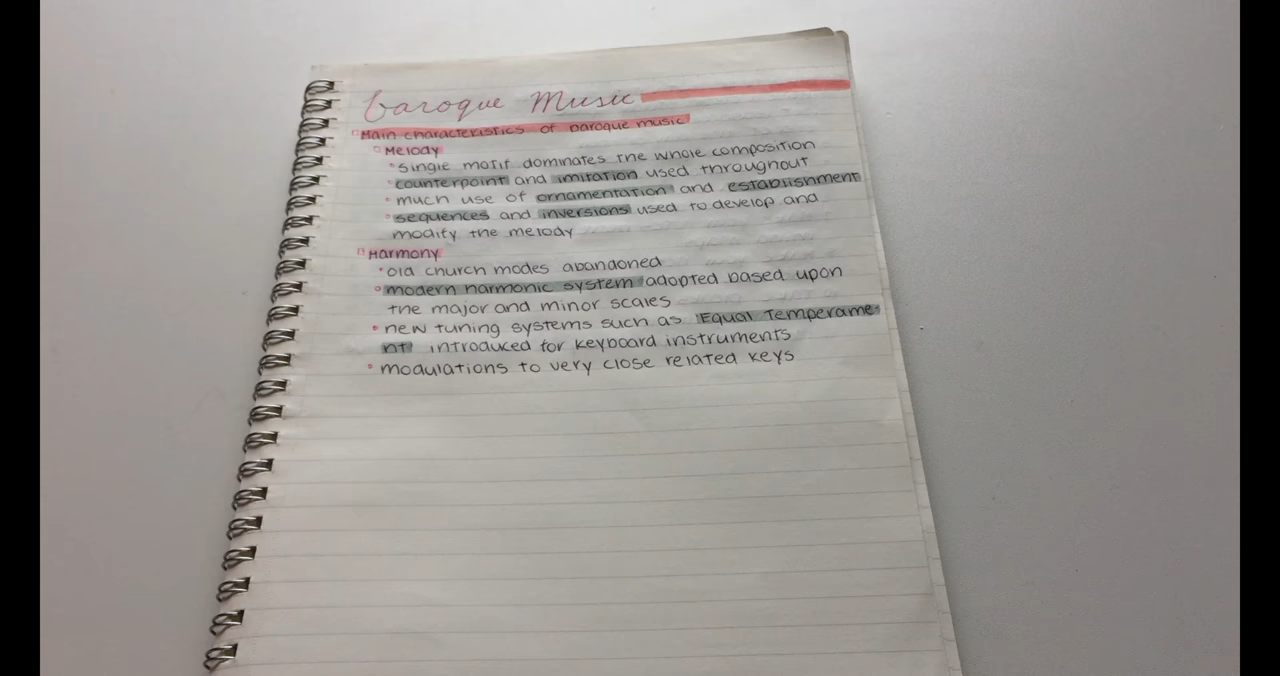 baroque Music
Main characteristics of baroque music
Melody
• single motif dominates the whole composition
• counterpoint and imitation used throughout
• much use of ornamentation and establishment
• sequences and inversions used to develop and
modify the melody
Harmony
• old church modes abandoned
• modern harmonic system adopted based upon
the major and minor scales
• new tuning systems such as Equal Temperame
nt introduced for keyboard instruments
• modulations to very close related keys